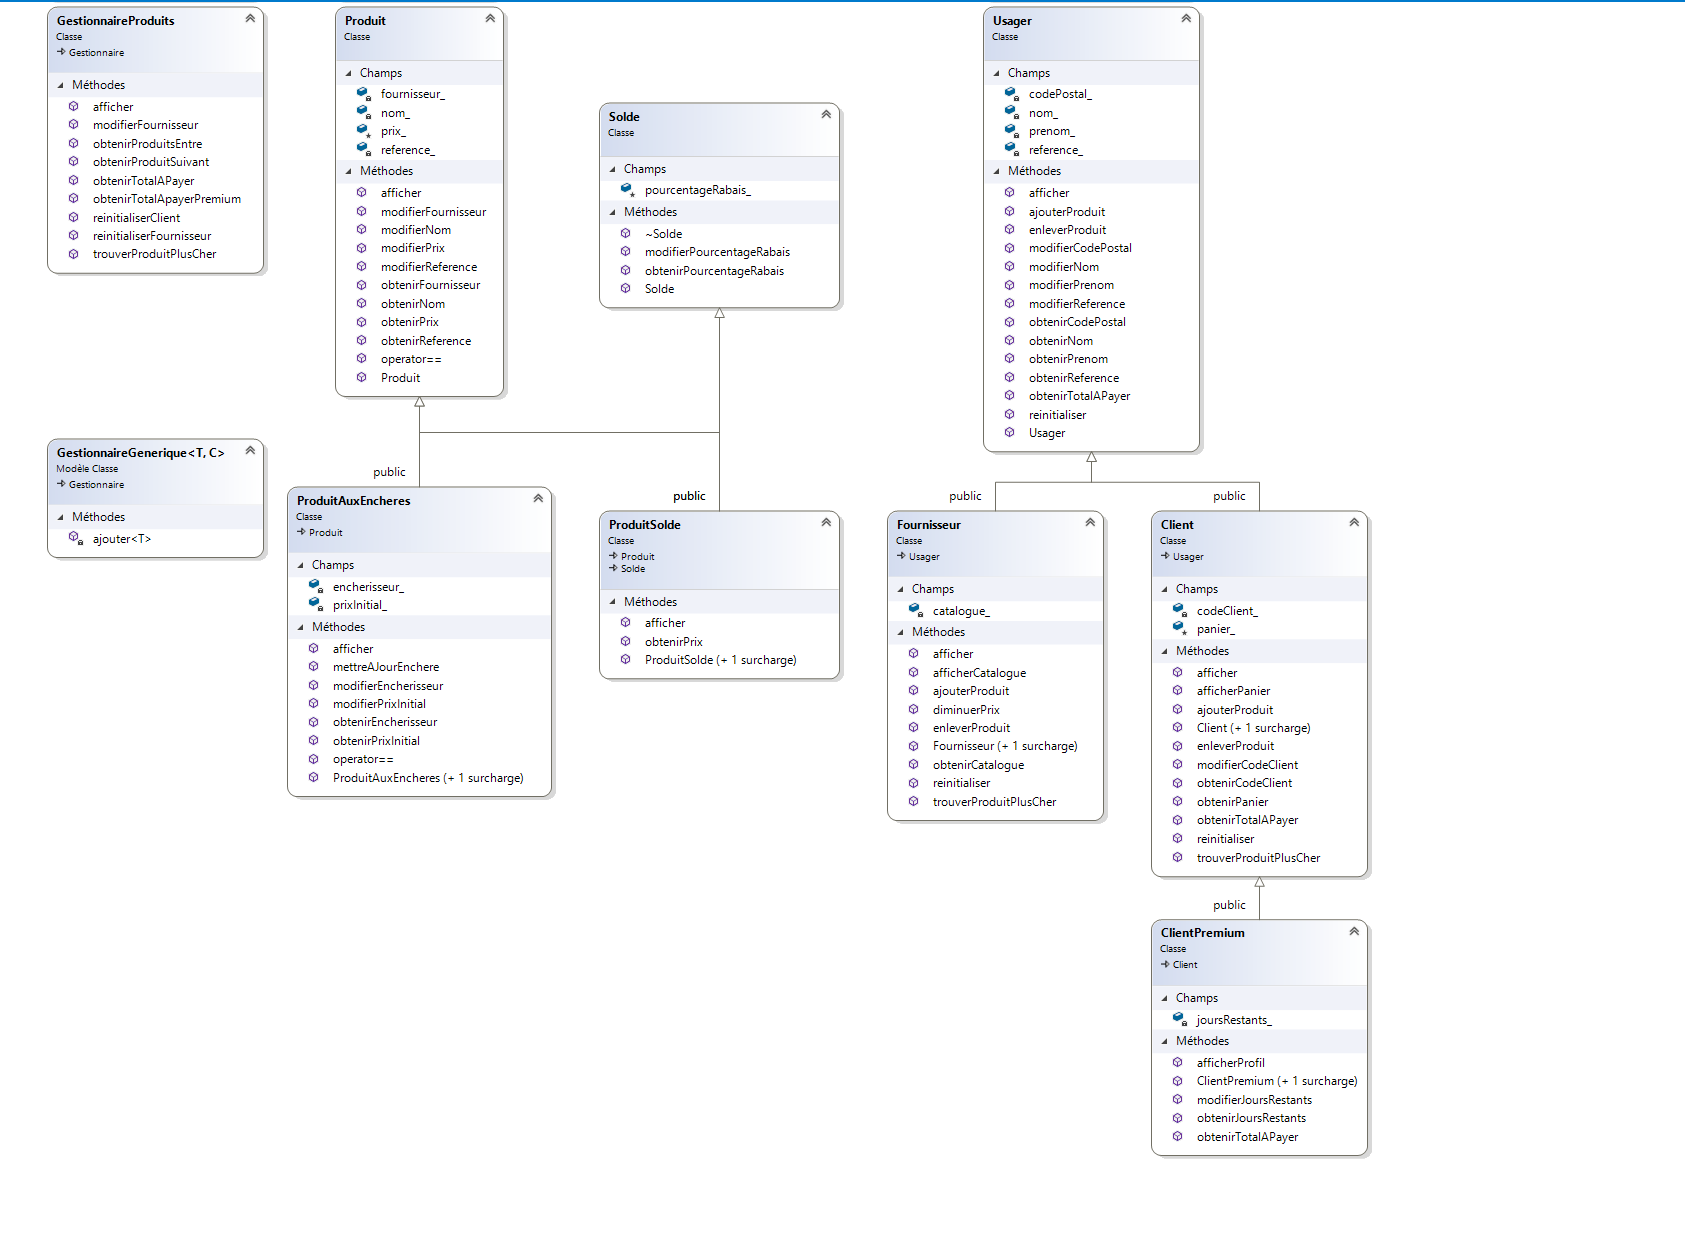 GestionnaireProduits
Classe
Gestionnaire
Méthodes
afficher
modifierFournisseur
obtenirProduitsEntre
obtenirProduitSuivant
obtenirTotalAPayer
obtenirTotalApayerPremium
reinitialiserClient
reinitialiserFournisseur
trouverProduitPlusCher
GestionnaireGenerique<T, C>
Modèle Classe
Gestionnaire
Méthodes
ajouter<T>
Produit
Classe
Champs
fournisseur_
nom_
prix_
reference_
Méthodes
afficher
modifierFournisseur
modifierNom
modifierPrix
modifierReference
obtenirFournisseur
obtenirNom
obtenirPrix
obtenirReference
operator==
Produit
public
ProduitAuxEncheres
Classe
Produit
Champs
encherisseur_
prixInitial_
Méthodes
afficher
mettreAJourEnchere
modifierEncherisseur
modifierPrixInitial
obtenirEncherisseur
obtenirPrixInitial
operator==
ProduitAuxEncheres (+ 1 surcharge)
Solde
Classe
Champs
pourcentageRabais_
Méthodes
~Solde
modifierPourcentageRabais
obtenirPourcentageRabais
Solde
public
ProduitSolde
Classe
Produit
Solde
Méthodes
afficher
obtenirPrix
ProduitSolde (+ 1 surcharge)
Usager
Classe
Champs
codePostal_
nom_
prenom_
reference_
Méthodes
afficher
ajouterProduit
enleverProduit
modifierCodePostal
modifierNom
modifierPrenom
modifierReference
obtenirCodePostal
obtenirNom
obtenirPrenom
obtenirReference
obtenirTotalAPayer
reinitialiser
Usager
public
Fournisseur
Classe
Usager
Champs
catalogue_
Méthodes
afficher
afficherCatalogue
ajouterProduit
diminuerPrix
enleverProduit
Fournisseur (+ 1 surcharge)
obtenirCatalogue
reinitialiser
trouverProduitPlusCher
public
Client
Classe
Usager
Champs
codeClient_
panier_
Méthodes
afficher
afficherPanier
ajouterProduit
Client (+ 1 surcharge)
enleverProduit
modifierCodeClient
obtenirCodeClient
obtenirPanier
obtenirTotalAPayer
reinitialiser
trouverProduitPlusCher
public
ClientPremium
Classe
Client
Champs
joursRestants_
Méthodes
afficherProfil
ClientPremium (+ 1 surcharge)
modifierJoursRestants
obtenirJoursRestants
obtenirTotalAPayer